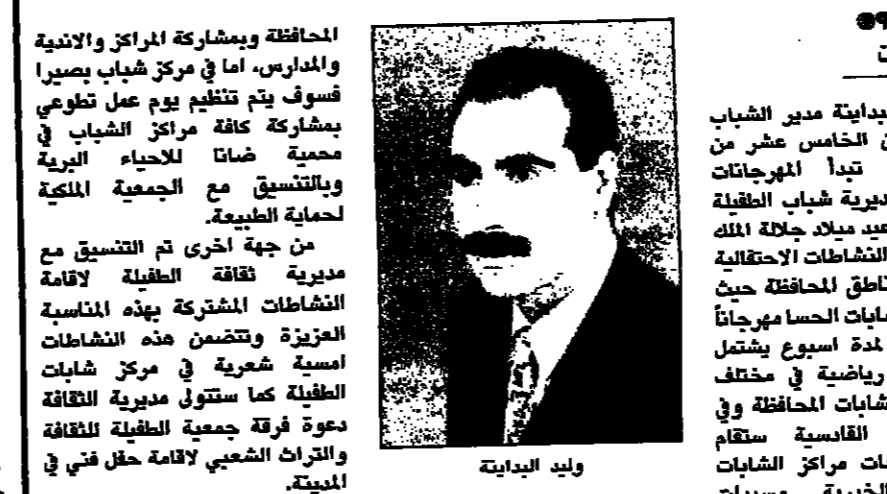 بداينة مدير الشباب
الخامس عشر من
تبدأ المهرجانات
مديرية شباب الطفيلة
عيد ميلاد جلالة الملك
النشاطات الاحتفالية
المحافظة حيث
شابات الحسا مهرجاناً
لمدة اسبوع يشتمل
رياضية في مختلف
شابات المحافظة وفي
القادسية ستقام
مراكز الشابات
وليد البداينة
المحافظة وبمشاركة المراكز والاندية
والمدارس، اما في مركز شباب بصيرا
فسوف يتم تنظيم يوم عمل تطوعي
بمشاركة كافة مراكز الشباب في
محمية ضانا للاحياء البرية
وبالتنسيق مع الجمعية الملكية
لحماية الطبيعة.
من جهة اخرى تم التنسيق مع
مديرية ثقافة الطفيلة لاقامة
النشاطات المشتركة بهذه المناسبة
العزيزة وتتضمن هذه النشاطات
امسية شعرية في مركز شابات
الطفيلة كما ستتولى مديرية الثقافة
دعوة فرقة جمعية الطفيلة للثقافة
والتراث الشعبي لاقامة حفل فني في
المدينة.